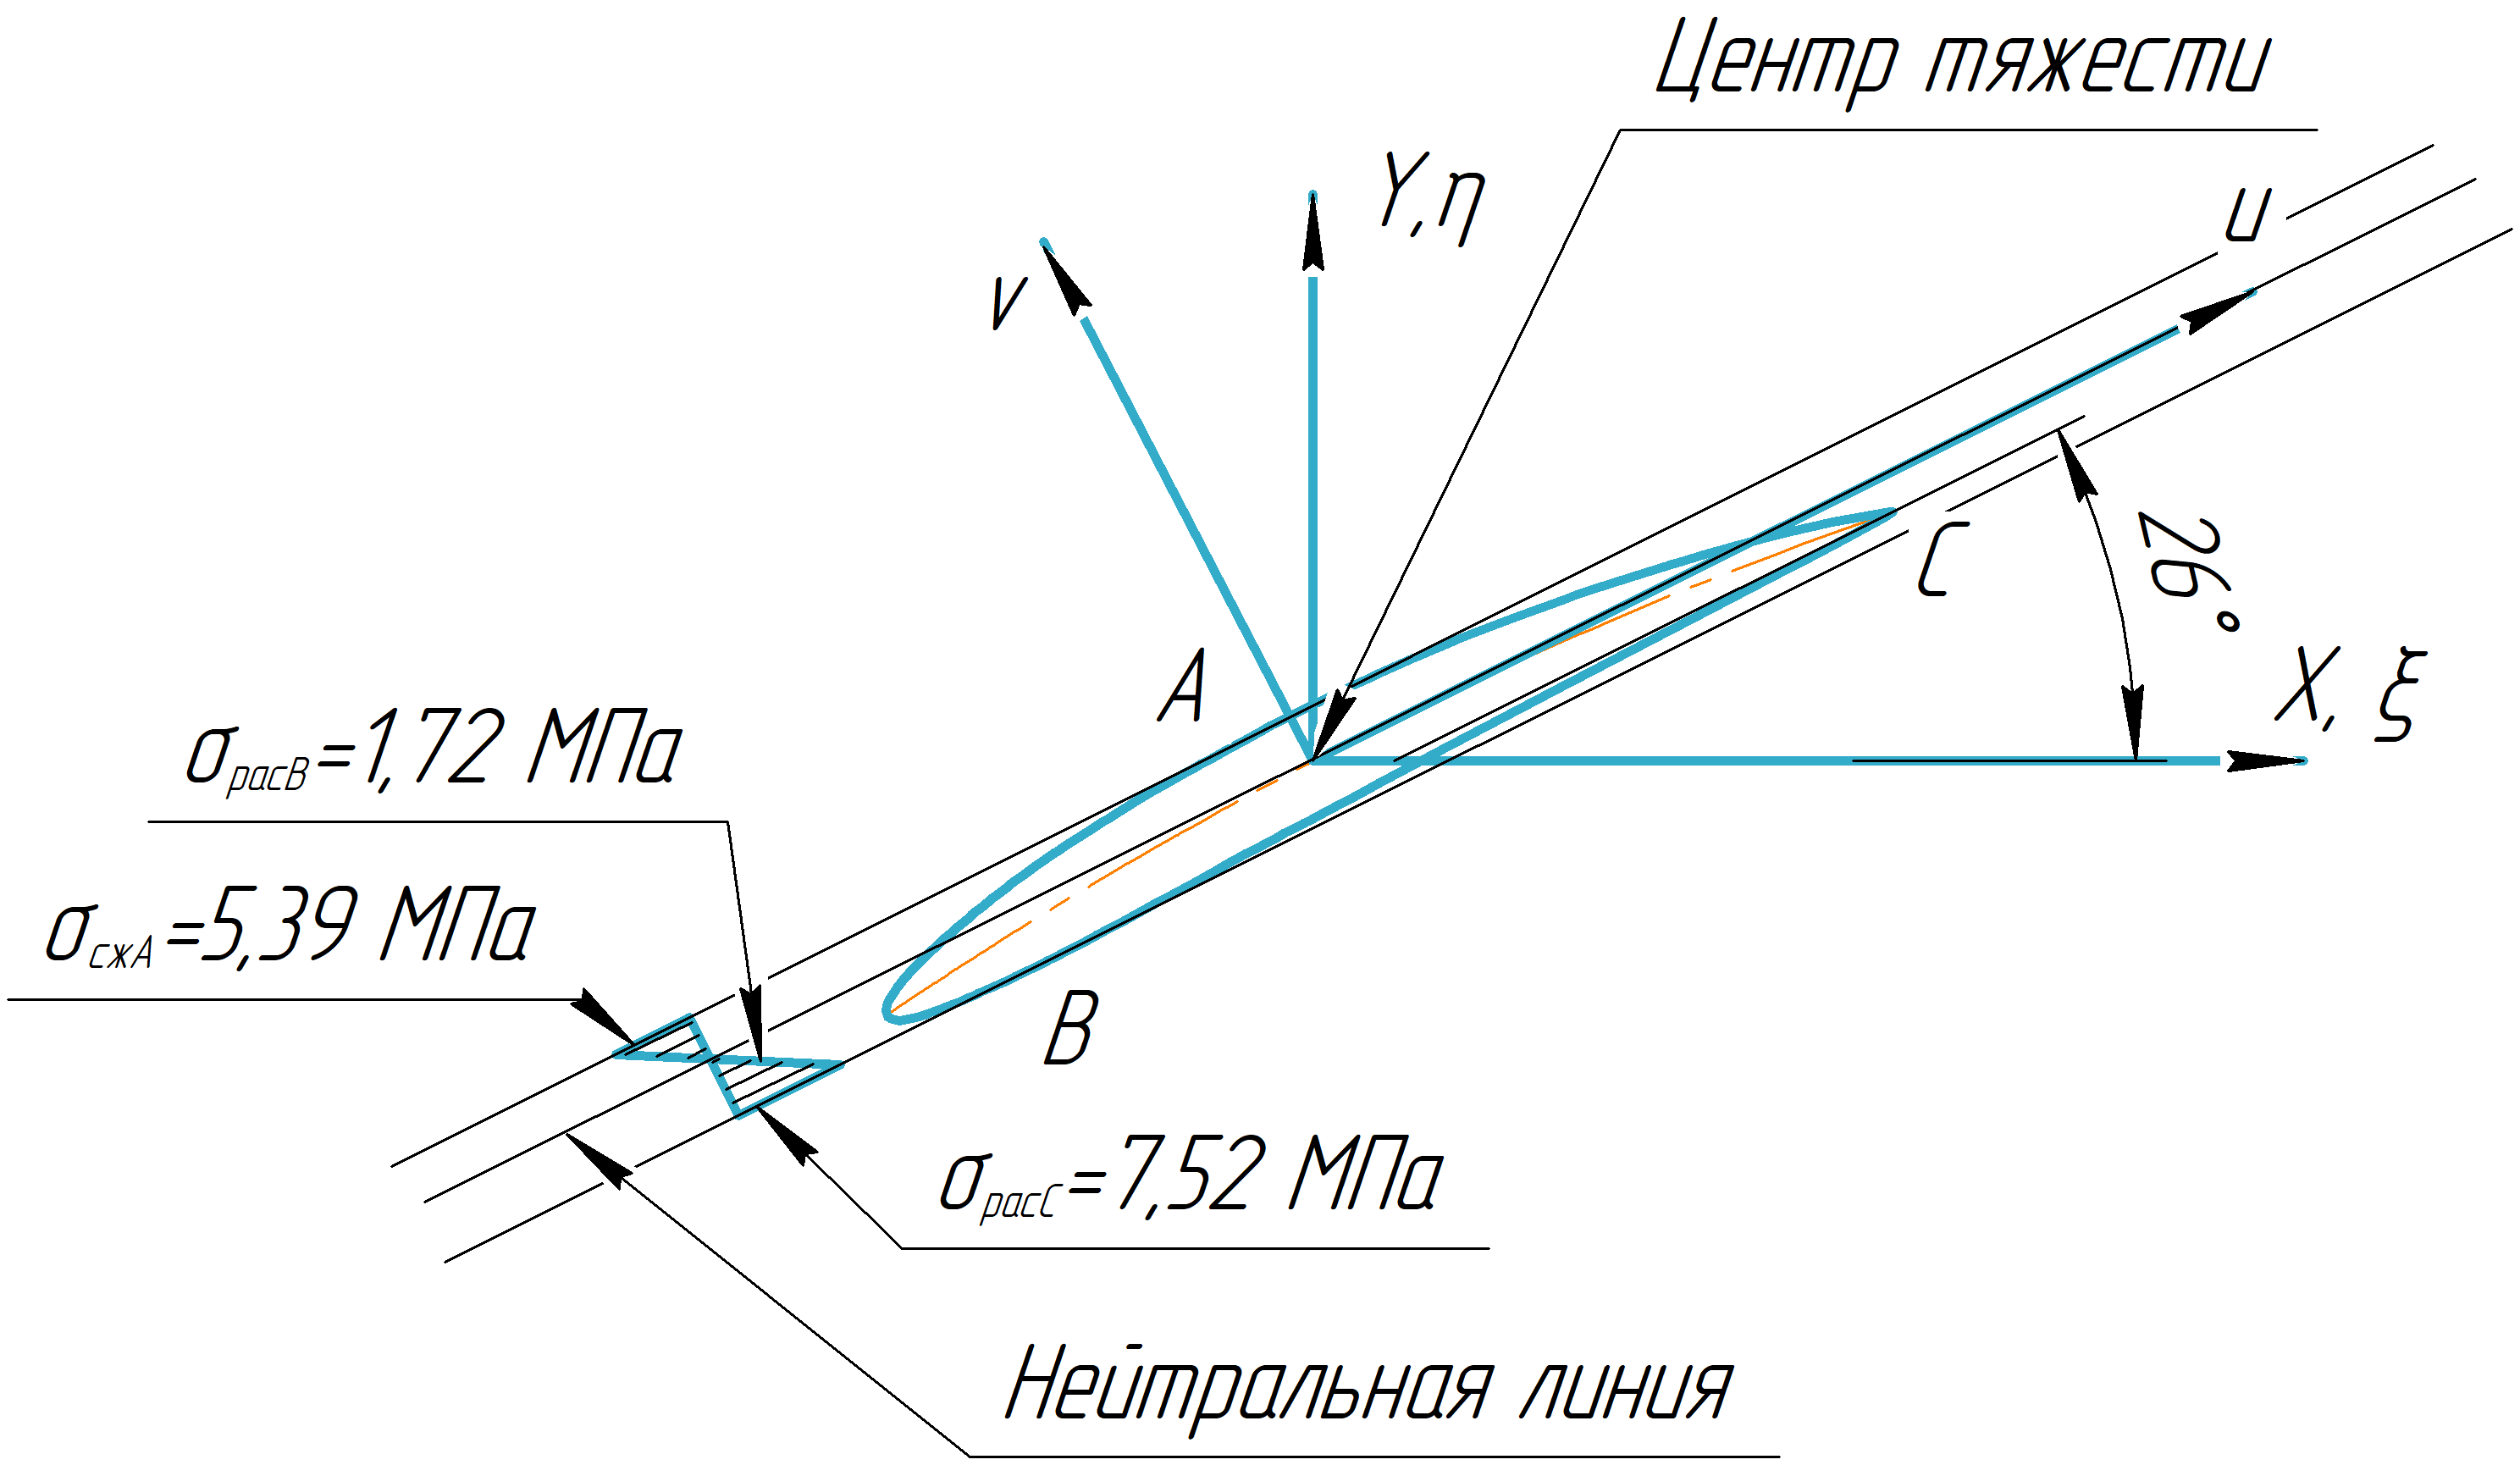 Центр тяжести
Y,η
u
v
C
26°
A
X, ξ
σрасB=1,72 МПа
σсжA=5,39 МПа
B
σрасC=7,52 МПа
Нейтральная линия